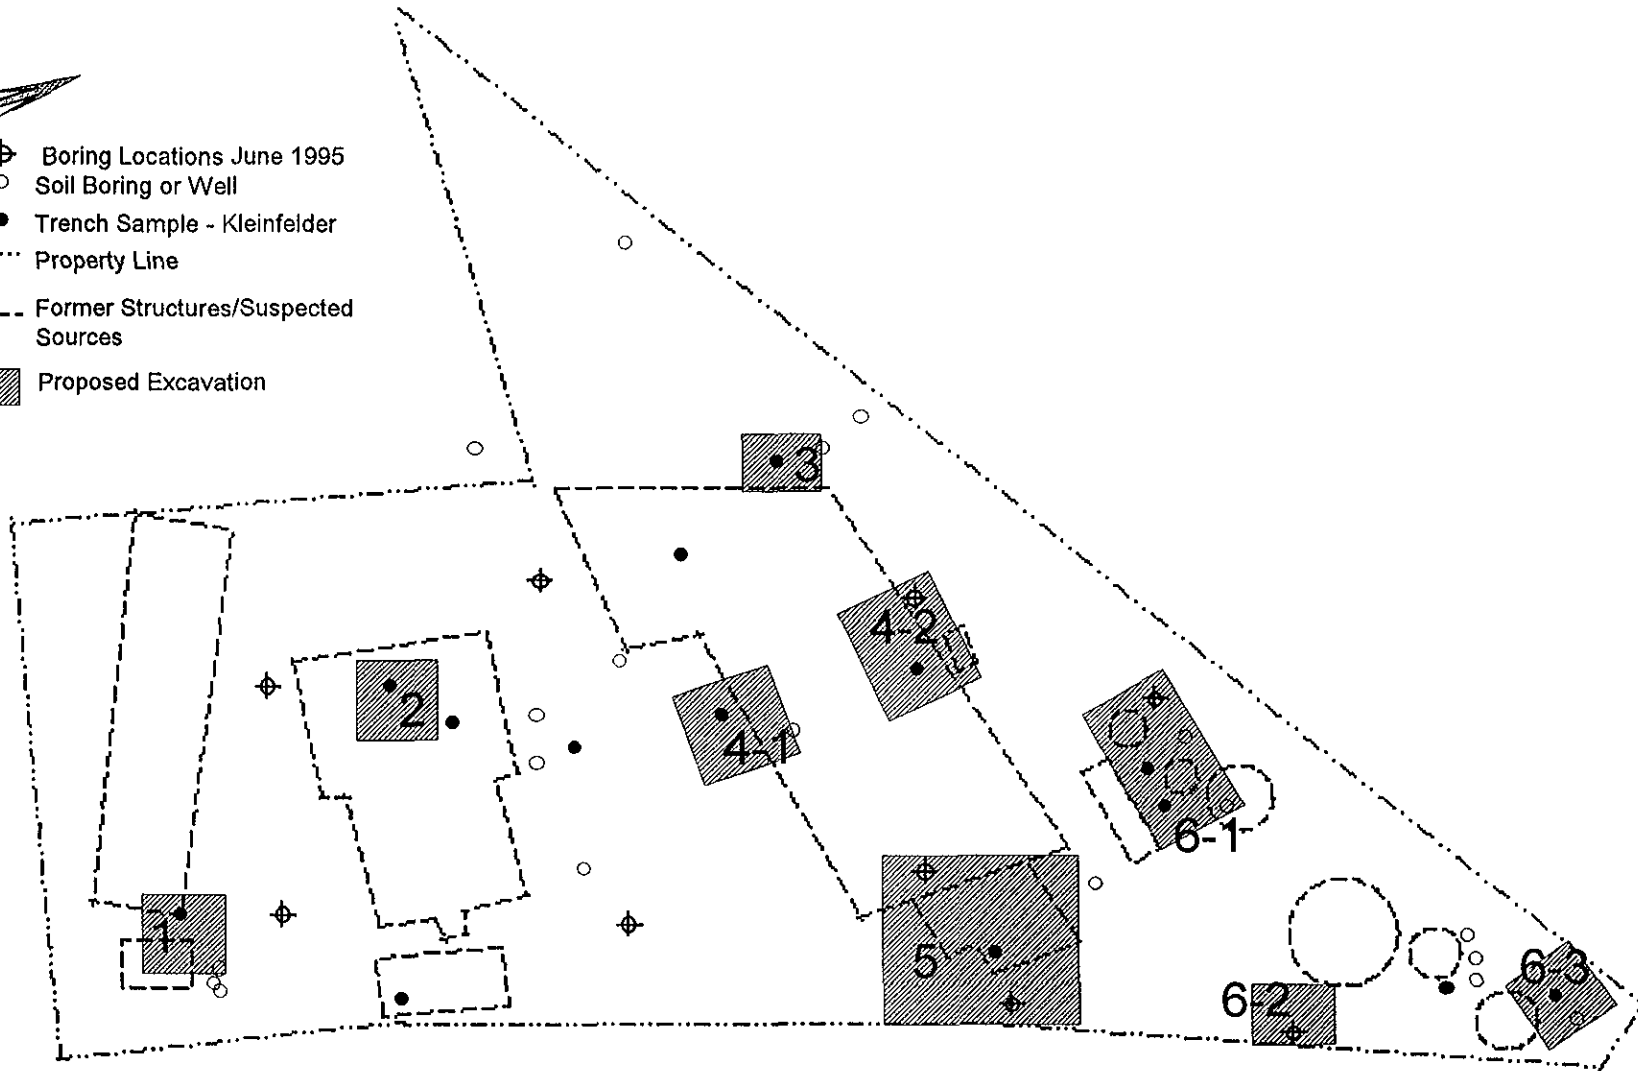 Boring Locations June 1995
Soil Boring or Well
Trench Sample - Kleinfelder
Property Line
Former Structures/Suspected
Sources
Proposed Excavation
3
4-2
2
4-1
6-1
1
5
6-2
6-3